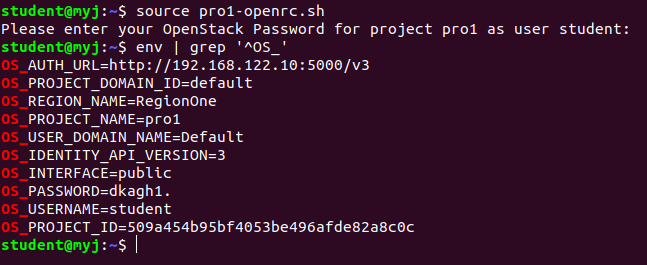 student@myj:~$ source pro1-openrc.sh
Please enter your OpenStack Password for project pro1 as user student:
student@myj:~$ env | grep '^OS_'
OS_AUTH_URL=http://192.168.122.10:5000/v3
OS_PROJECT_DOMAIN_ID=default
OS_REGION_NAME=RegionOne
OS_PROJECT_NAME=pro1
OS_USER_DOMAIN_NAME=Default
OS_IDENTITY_API_VERSION=3
OS_INTERFACE=public
OS_PASSWORD=dkagh1.
OS_USERNAME=student
OS_PROJECT_ID=509a454b95bf4053be496afde82a8c0c
student@myj:~$